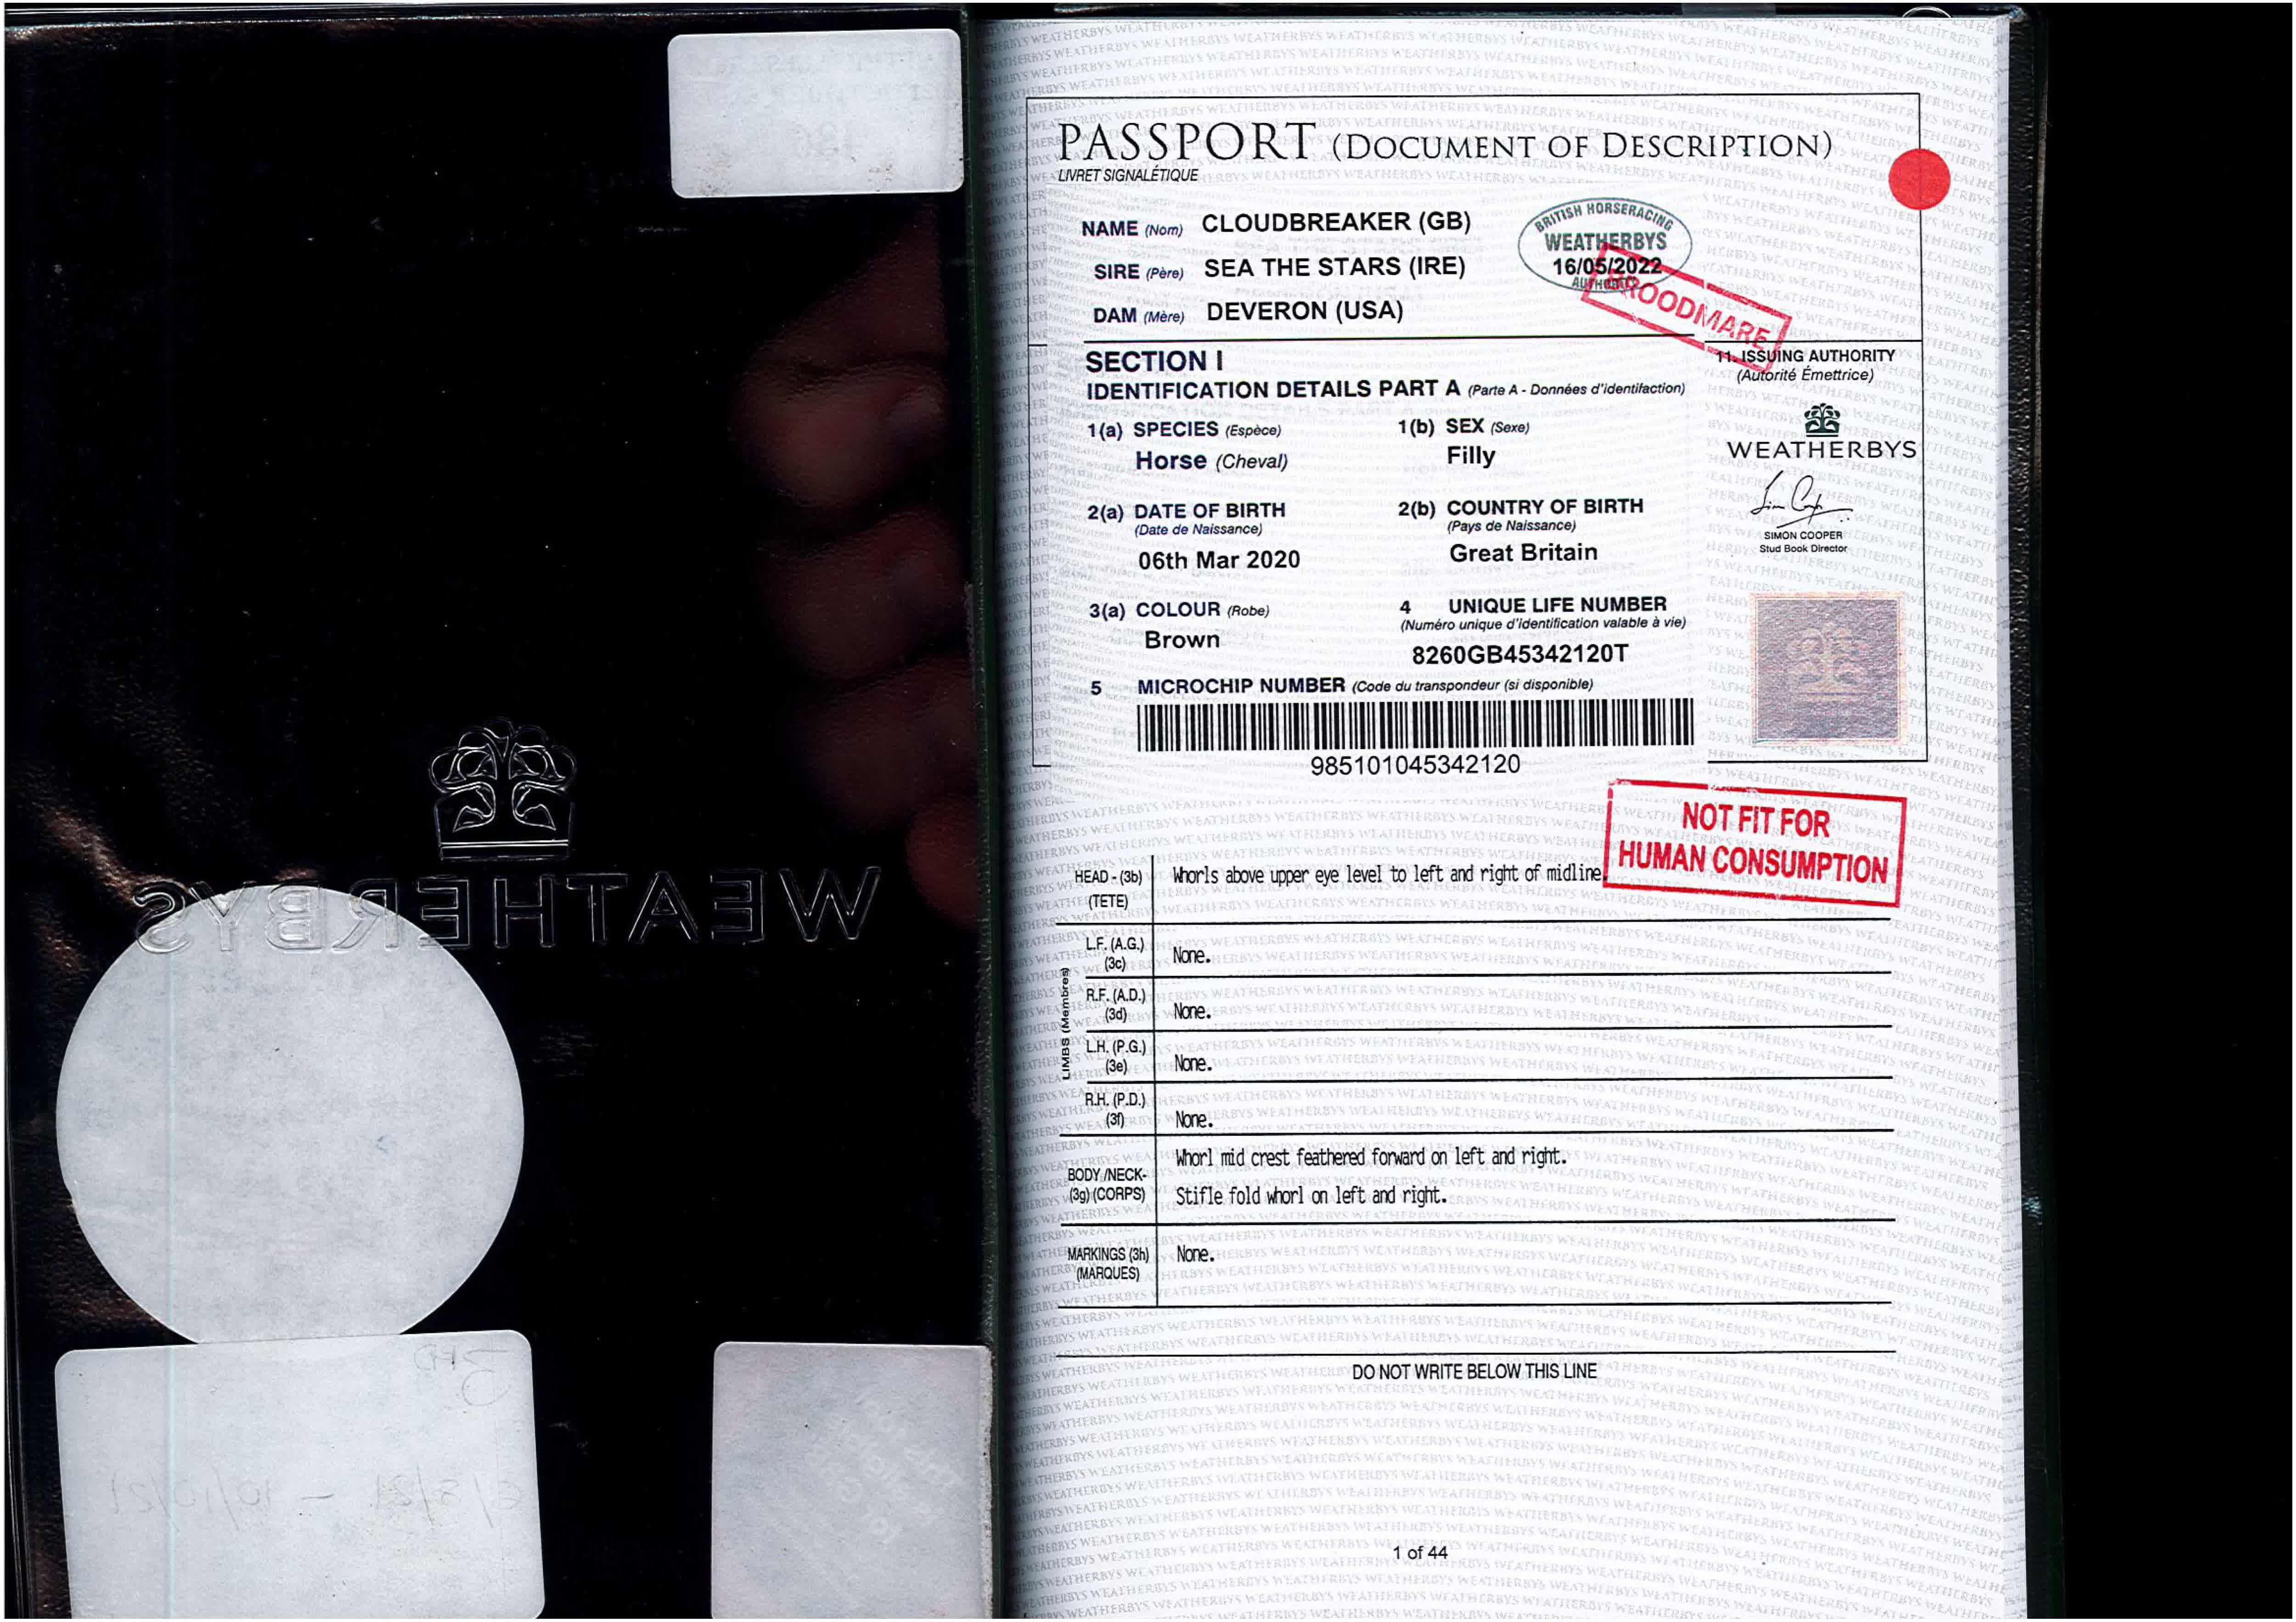 WEATHERBYS
3RD
PASSPORT (DOCUMENT OF DESCRIPTION)
LIVRET SIGNALÉTIQUE
NAME (Nom) CLOUDBREAKER (GB)
SIRE (Père) SEA THE STARS (IRE)
DAM (Mère) DEVERON (USA)
BRITISH HORSERACING
WEATHERBYS
16/05/2022
BROODMARE
SECTION I
IDENTIFICATION DETAILS PART A (Parte A - Données d'identifaction)
1(a) SPECIES (Espèce) 1(b) SEX (Sexe)
Horse (Cheval) Filly
2(a) DATE OF BIRTH 2(b) COUNTRY OF BIRTH
(Date de Naissance) (Pays de Naissance)
06th Mar 2020 Great Britain
3(a) COLOUR (Robe) 4 UNIQUE LIFE NUMBER
Brown (Numéro unique d'identification valable à vie)
8260GB45342120T
5 MICROCHIP NUMBER (Code du transpondeur (si disponible)
985101045342120
11. ISSUING AUTHORITY
(Autorité Émettrice)
WEATHERBYS
SIMON COOPER
Stud Book Director
NOT FIT FOR
HUMAN CONSUMPTION
HEAD - (3b) Whorls above upper eye level to left and right of midline.
(TETE)
LIMBS (Membres)
L.F. (A.G.)
(3c) None.
R.F. (A.D.)
(3d) None.
L.H. (P.G.)
(3e) None.
R.H. (P.D.)
(3f) None.
Whorl mid crest feathered forward on left and right.
BODY/NECK-
(3g) (CORPS) Stifle fold whorl on left and right.
MARKINGS (3h) None.
(MARQUES)
DO NOT WRITE BELOW THIS LINE
1 of 44